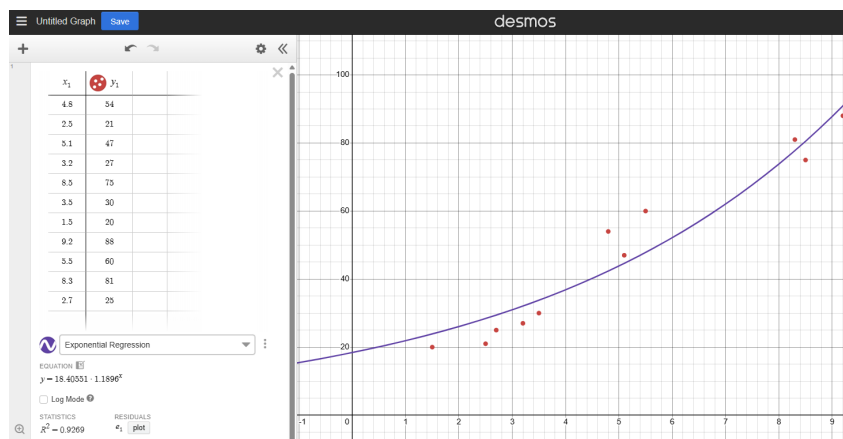 Untitled Graph Save desmos
1
x₁ y₁
4.8 54
2.5 21
5.1 47
3.2 27
8.5 75
3.5 30
1.5 20
9.2 88
5.5 60
8.3 81
2.7 25
Exponential Regression
EQUATION
y = 18.40551 · 1.1896ˣ
Log Mode ?
STATISTICS RESIDUALS
R² = 0.9269 e₁ plot
100
80
60
40
20
-1 0 1 2 3 4 5 6 7 8 9